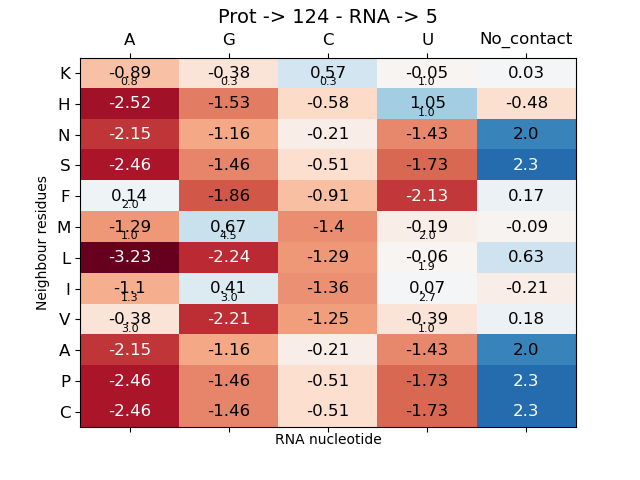 Prot -> 124 - RNA -> 5
A G C U No_contact
K -0.89 -0.38 0.57 -0.05 0.03
0.8 0.3 0.3 1.0
H -2.52 -1.53 -0.58 1.05 -0.48
1.0
N -2.15 -1.16 -0.21 -1.43 2.0
S -2.46 -1.46 -0.51 -1.73 2.3
F 0.14 -1.86 -0.91 -2.13 0.17
2.0
M -1.29 0.67 -1.4 -0.19 -0.09
1.0 4.5 2.0
L -3.23 -2.24 -1.29 -0.06 0.63
1.9
I -1.1 0.41 -1.36 0.07 -0.21
1.3 3.0 2.7
V -0.38 -2.21 -1.25 -0.39 0.18
3.0 1.0
A -2.15 -1.16 -0.21 -1.43 2.0
P -2.46 -1.46 -0.51 -1.73 2.3
C -2.46 -1.46 -0.51 -1.73 2.3
Neighbour residues
RNA nucleotide